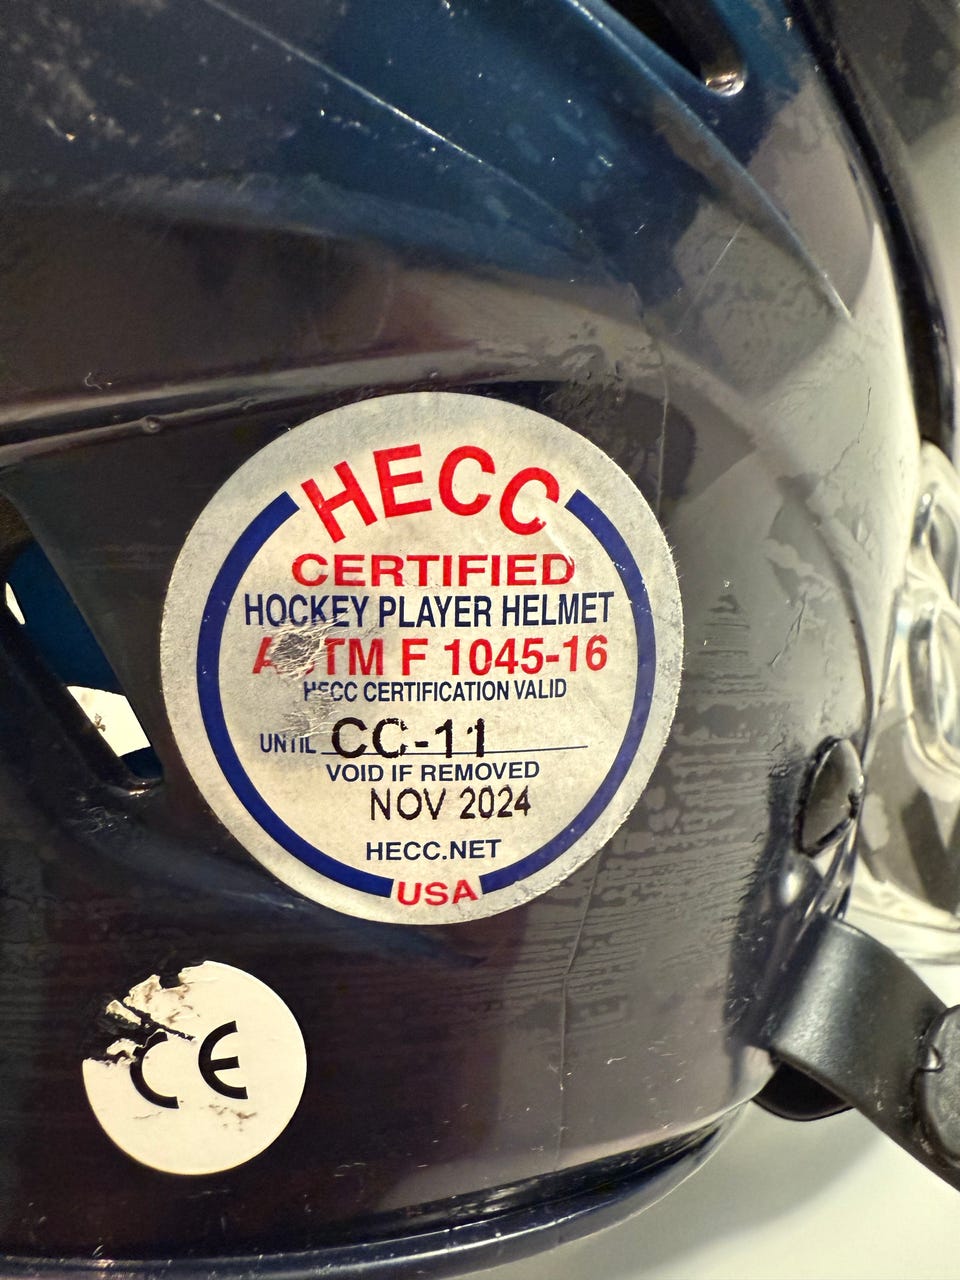 HECC
CERTIFIED
HOCKEY PLAYER HELMET
ASTM F 1045-16
HECC CERTIFICATION VALID
UNTIL CC-11
VOID IF REMOVED
NOV 2024
HECC.NET
USA
CE